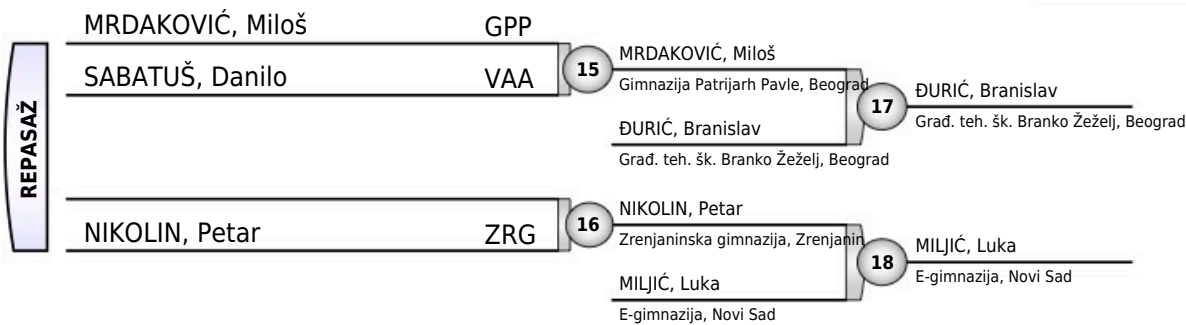 REPASAŽ
MRDAKOVIĆ, Miloš GPP
SABATUŠ, Danilo VAA
15
MRDAKOVIĆ, Miloš
Gimnazija Patrijarh Pavle, Beograd
ĐURIĆ, Branislav
Građ. teh. šk. Branko Žeželj, Beograd
17
ĐURIĆ, Branislav
Građ. teh. šk. Branko Žeželj, Beograd
NIKOLIN, Petar ZRG
16
NIKOLIN, Petar
Zrenjaninska gimnazija, Zrenjanin
MILJIĆ, Luka
E-gimnazija, Novi Sad
18
MILJIĆ, Luka
E-gimnazija, Novi Sad